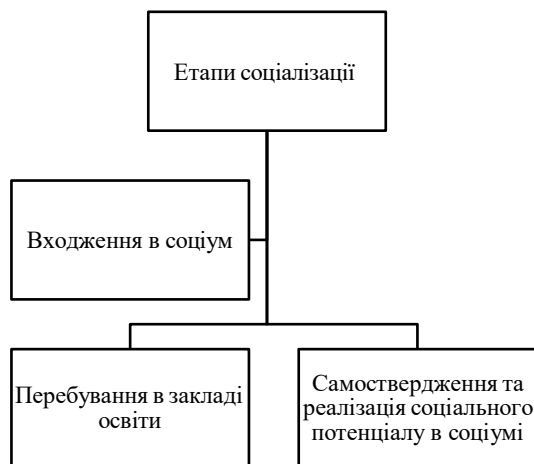 Етапи соціалізації
Входження в соціум
Перебування в закладі
освіти
Самоствердження та
реалізація соціального
потенціалу в соціумі